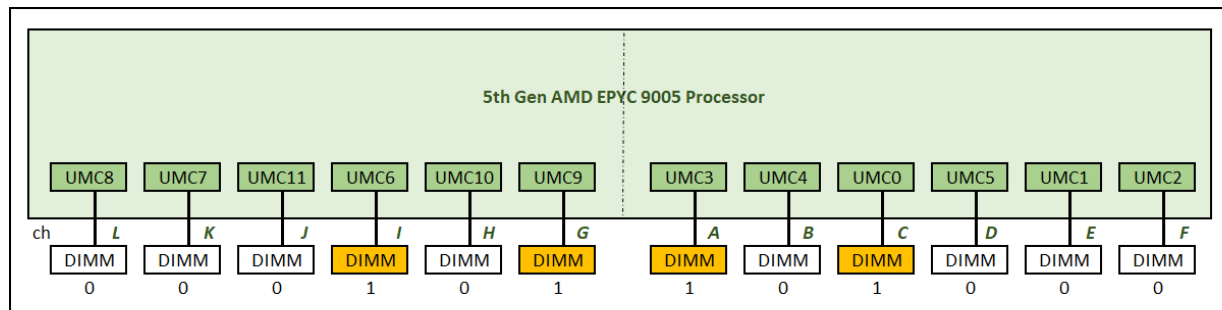 5th Gen AMD EPYC 9005 Processor
UMC8 UMC7 UMC11 UMC6 UMC10 UMC9 UMC3 UMC4 UMC0 UMC5 UMC1 UMC2
ch L K J I H G A B C D E F
DIMM DIMM DIMM DIMM DIMM DIMM DIMM DIMM DIMM DIMM DIMM DIMM
0 0 0 1 0 1 1 0 1 0 0 0